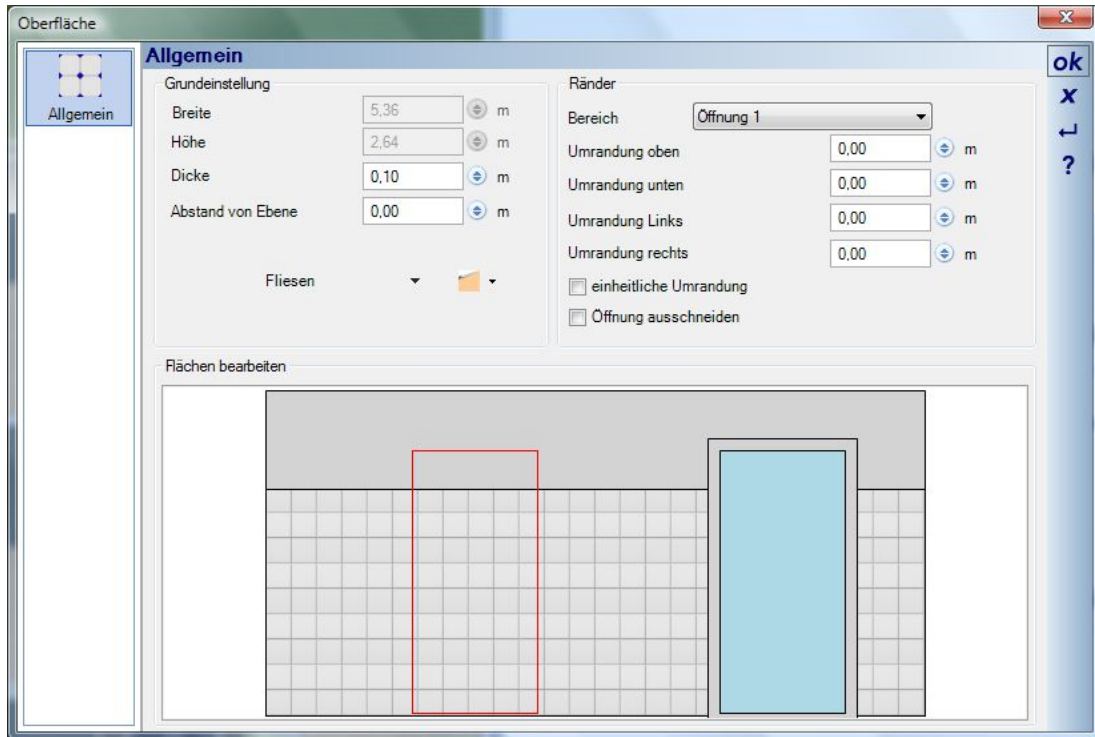 Oberfläche
x
Allgemein
Allgemein
ok
x
?
Grundeinstellung
Breite 5,36 m
Höhe 2,64 m
Dicke 0,10 m
Abstand von Ebene 0,00 m
Fliesen
Ränder
Bereich Öffnung 1
Umrandung oben 0,00 m
Umrandung unten 0,00 m
Umrandung Links 0,00 m
Umrandung rechts 0,00 m
einheitliche Umrandung
Öffnung ausschneiden
Flächen bearbeiten